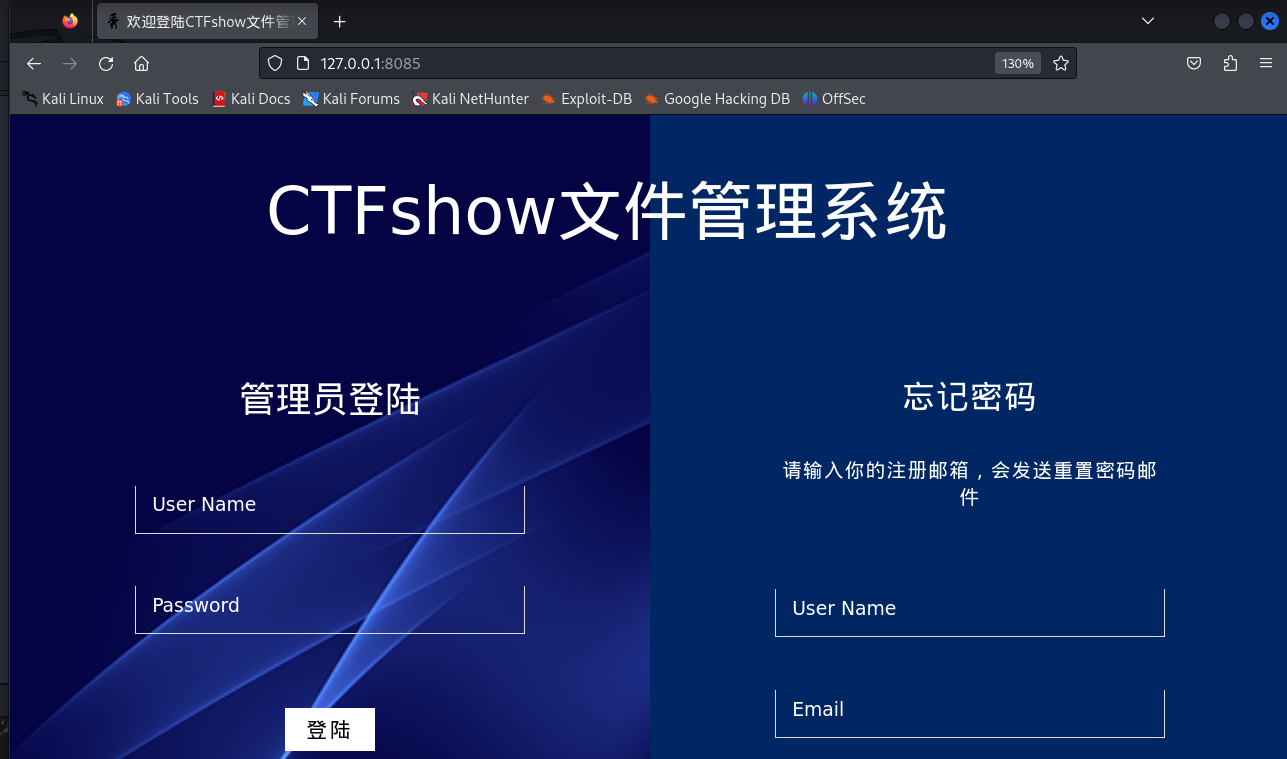 欢迎登陆CTFshow文件管
127.0.0.1:8085
130%
Kali Linux
Kali Tools
Kali Docs
Kali Forums
Kali NetHunter
Exploit-DB
Google Hacking DB
OffSec
CTFshow文件管理系统
管理员登陆
User Name
Password
登陆
忘记密码
请输入你的注册邮箱，会发送重置密码邮
件
User Name
Email